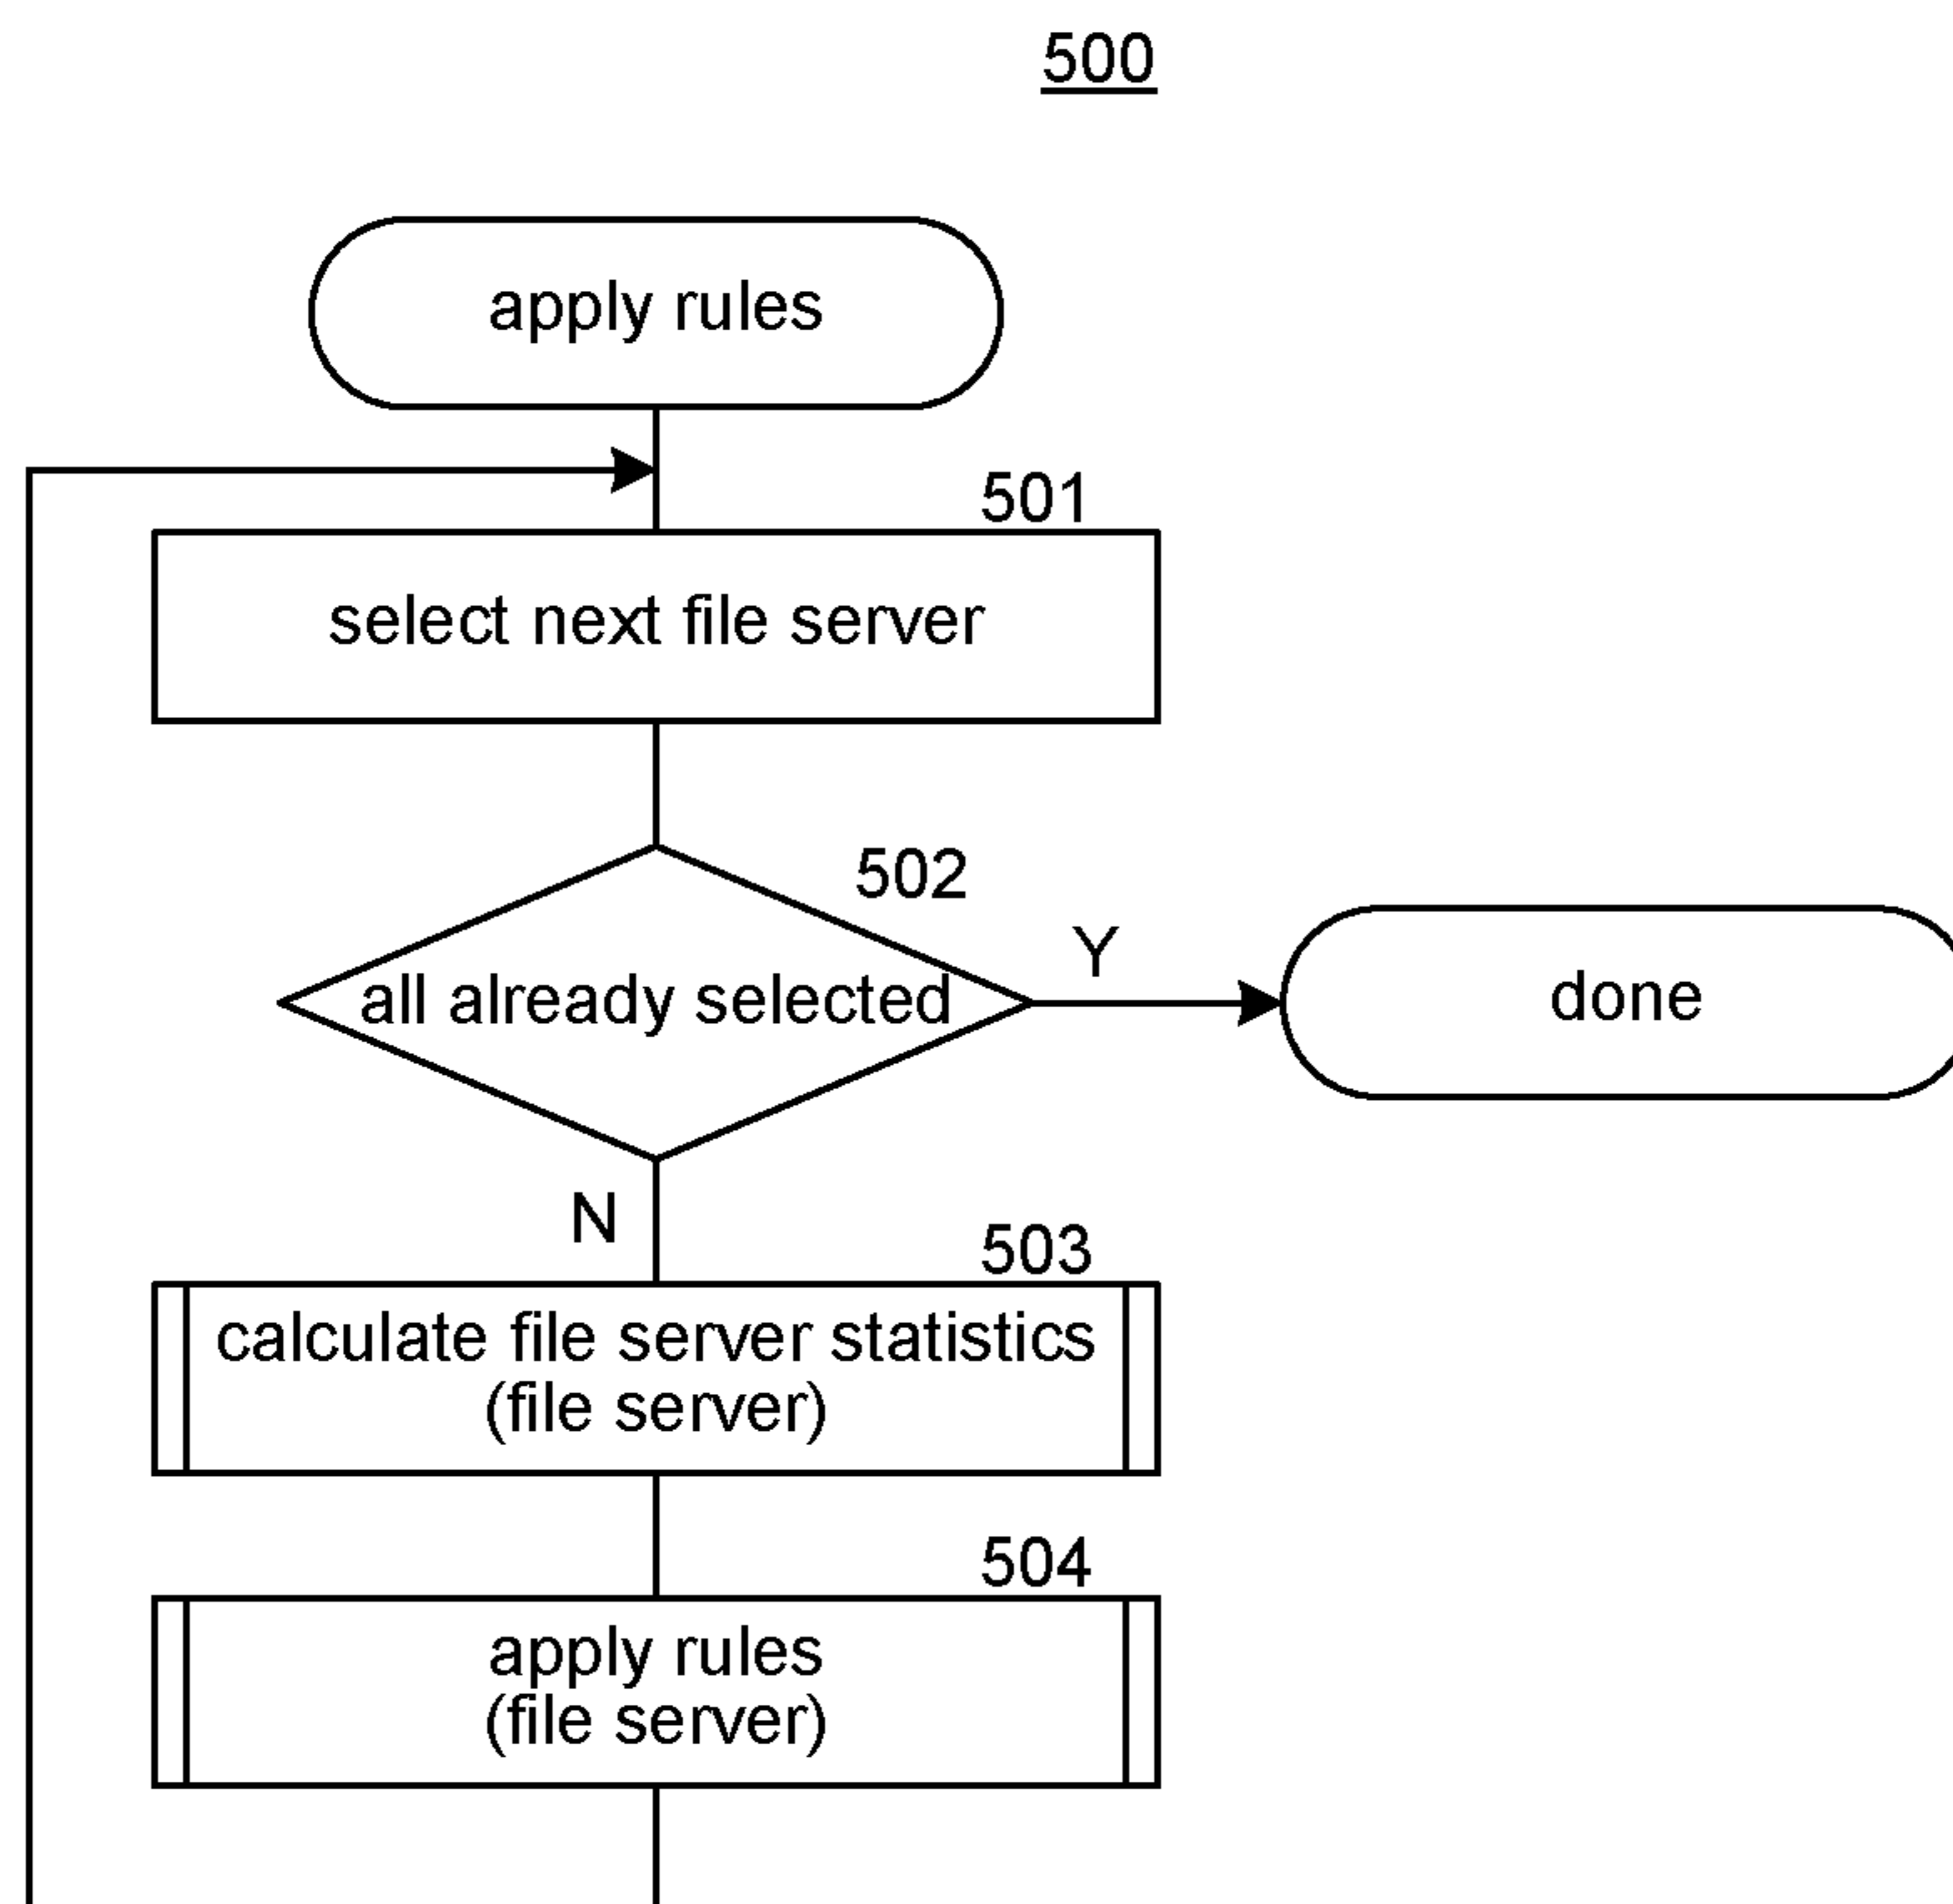 500
apply rules
501
select next file server
502
all already selected
Y
done
N
503
calculate file server statistics
(file server)
504
apply rules
(file server)